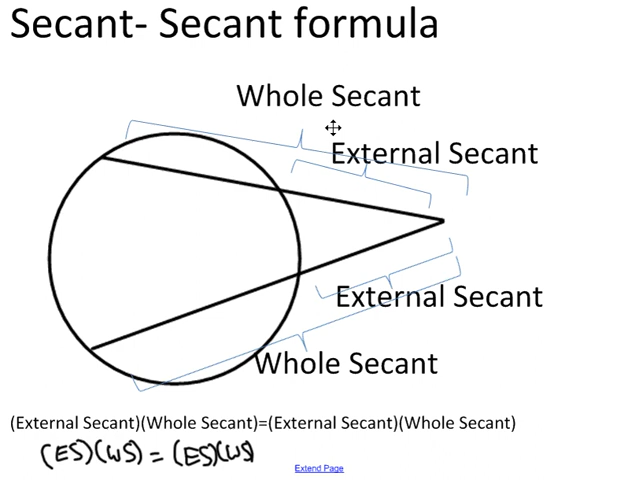 Secant- Secant formula
Whole Secant
External Secant
External Secant
Whole Secant
(External Secant)(Whole Secant)=(External Secant)(Whole Secant)
(ES)(WS) = (ES)(WS)
Extend Page